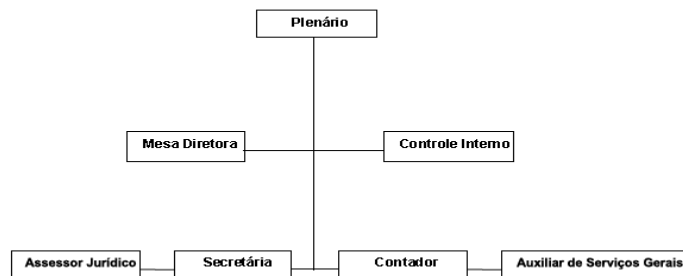 Plenário
Mesa Diretora
Controle Interno
Assessor Jurídico
Secretária
Contador
Auxiliar de Serviços Gerais